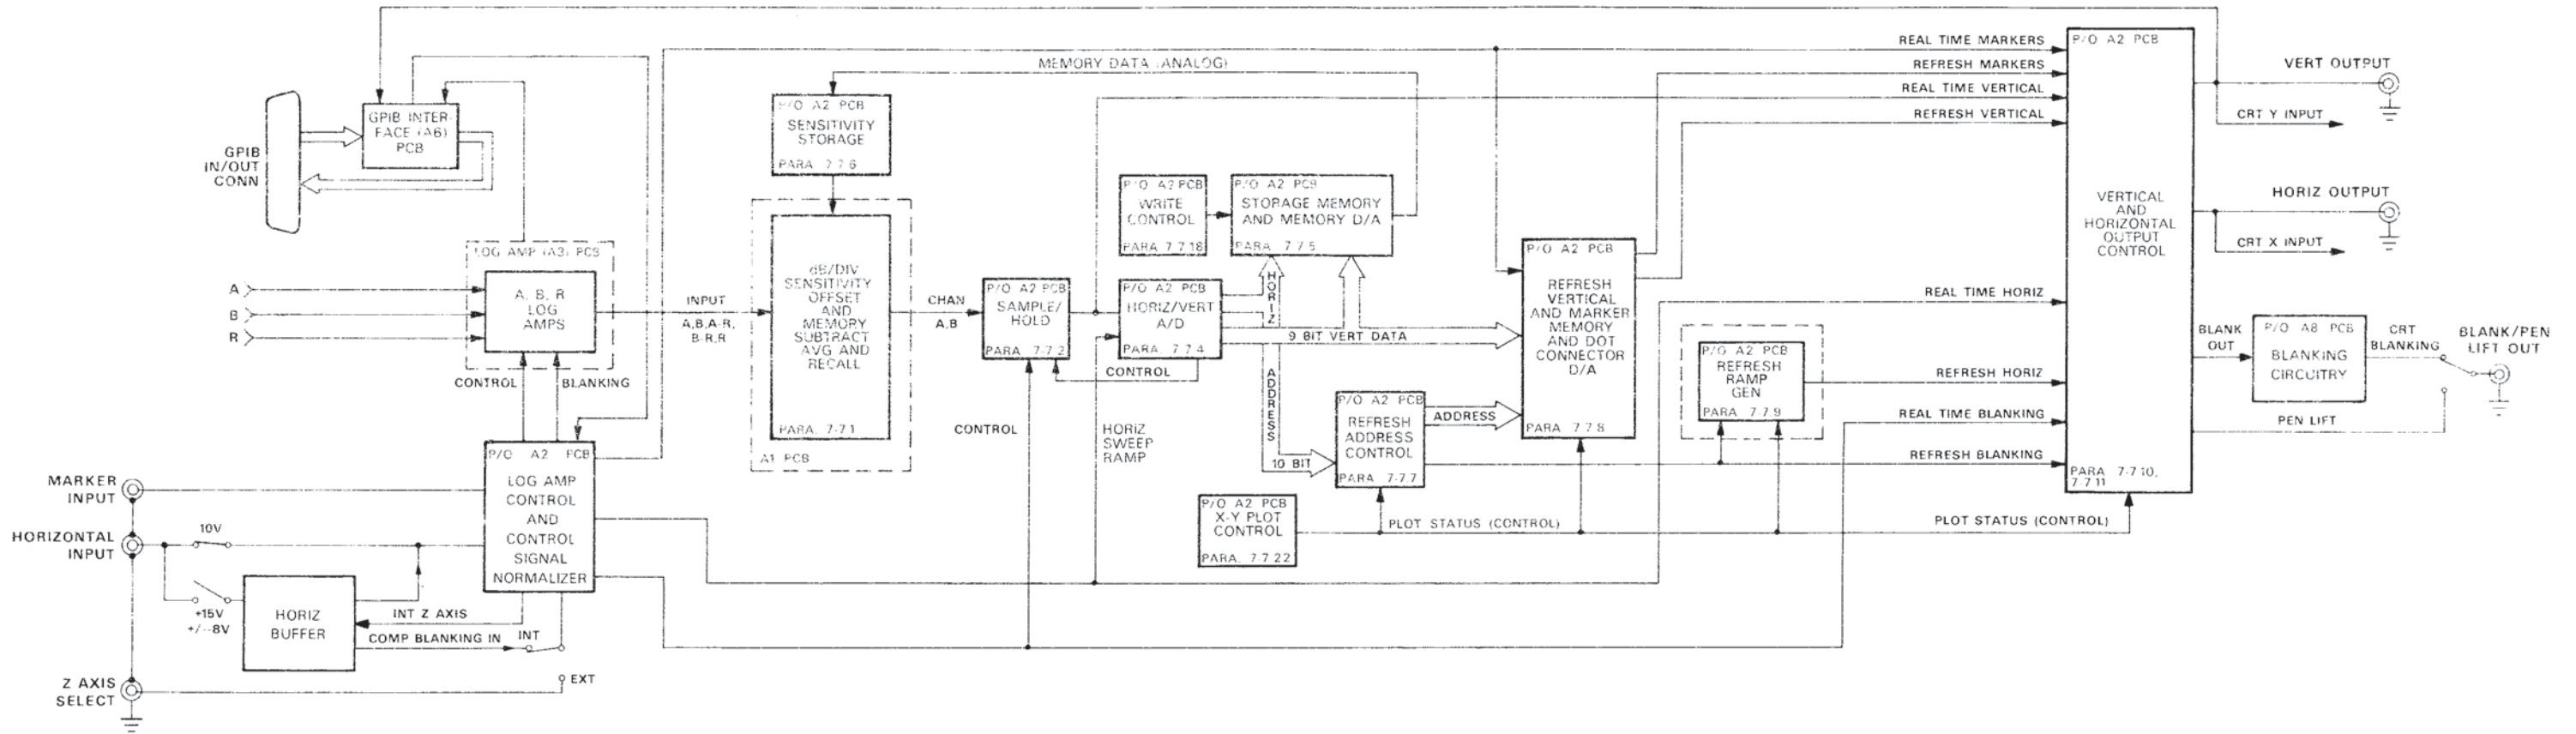 GPIB
IN/OUT
CONN
GPIB INTER-
FACE (A6)
PCB
LOG AMP (A3) PCB
A
B
R
A, B, R
LOG
AMPS
CONTROL
BLANKING
INPUT
A,B,A-R,
B-R,R
P/O A2 PCB
SENSITIVITY
STORAGE
PARA. 7-7.6
MEMORY DATA (ANALOG)
dB/DIV
SENSITIVITY
OFFSET
AND
MEMORY
SUBTRACT
AVG AND
RECALL
PARA. 7-7.1
A1 PCB
CHAN
A,B
P/O A2 PCB
SAMPLE/
HOLD
PARA 7-7.2
P/O A2 PCB
WRITE
CONTROL
PARA 7.7.18
P/O A2 PCB
STORAGE MEMORY
AND MEMORY D/A
PARA 7-7.5
P/O A2 PCB
HORIZ/VERT
A/D
PARA. 7-7.4
CONTROL
HORIZ
9 BIT VERT DATA
ADDRESS
10 BIT
CONTROL
HORIZ
SWEEP
RAMP
P/O A2 PCB
REFRESH
ADDRESS
CONTROL
PARA 7-7.7
ADDRESS
P/O A2 PCB
REFRESH
VERTICAL
AND MARKER
MEMORY
AND DOT
CONNECTOR
D/A
PARA 7-7.8
P/O A2 PCB
X-Y PLOT
CONTROL
PARA. 7-7.22
PLOT STATUS (CONTROL)
P/O A2 PCB
REFRESH
RAMP
GEN
PARA 7-7.9
REAL TIME MARKERS
REFRESH MARKERS
REAL TIME VERTICAL
REFRESH VERTICAL
REAL TIME HORIZ
REFRESH HORIZ
REAL TIME BLANKING
REFRESH BLANKING
PLOT STATUS (CONTROL)
P/O A2 PCB
VERTICAL
AND
HORIZONTAL
OUTPUT
CONTROL
PARA 7-7.10,
7-7.11
VERT OUTPUT
CRT Y INPUT
HORIZ OUTPUT
CRT X INPUT
BLANK
OUT
P/O A8 PCB
BLANKING
CIRCUITRY
CRT
BLANKING
BLANK/PEN
LIFT OUT
PEN LIFT
MARKER
INPUT
HORIZONTAL
INPUT
10V
+15V
+/--8V
HORIZ
BUFFER
Z AXIS
SELECT
P/O A2 PCB
LOG AMP
CONTROL
AND
CONTROL
SIGNAL
NORMALIZER
INT Z AXIS
COMP BLANKING IN
INT
EXT